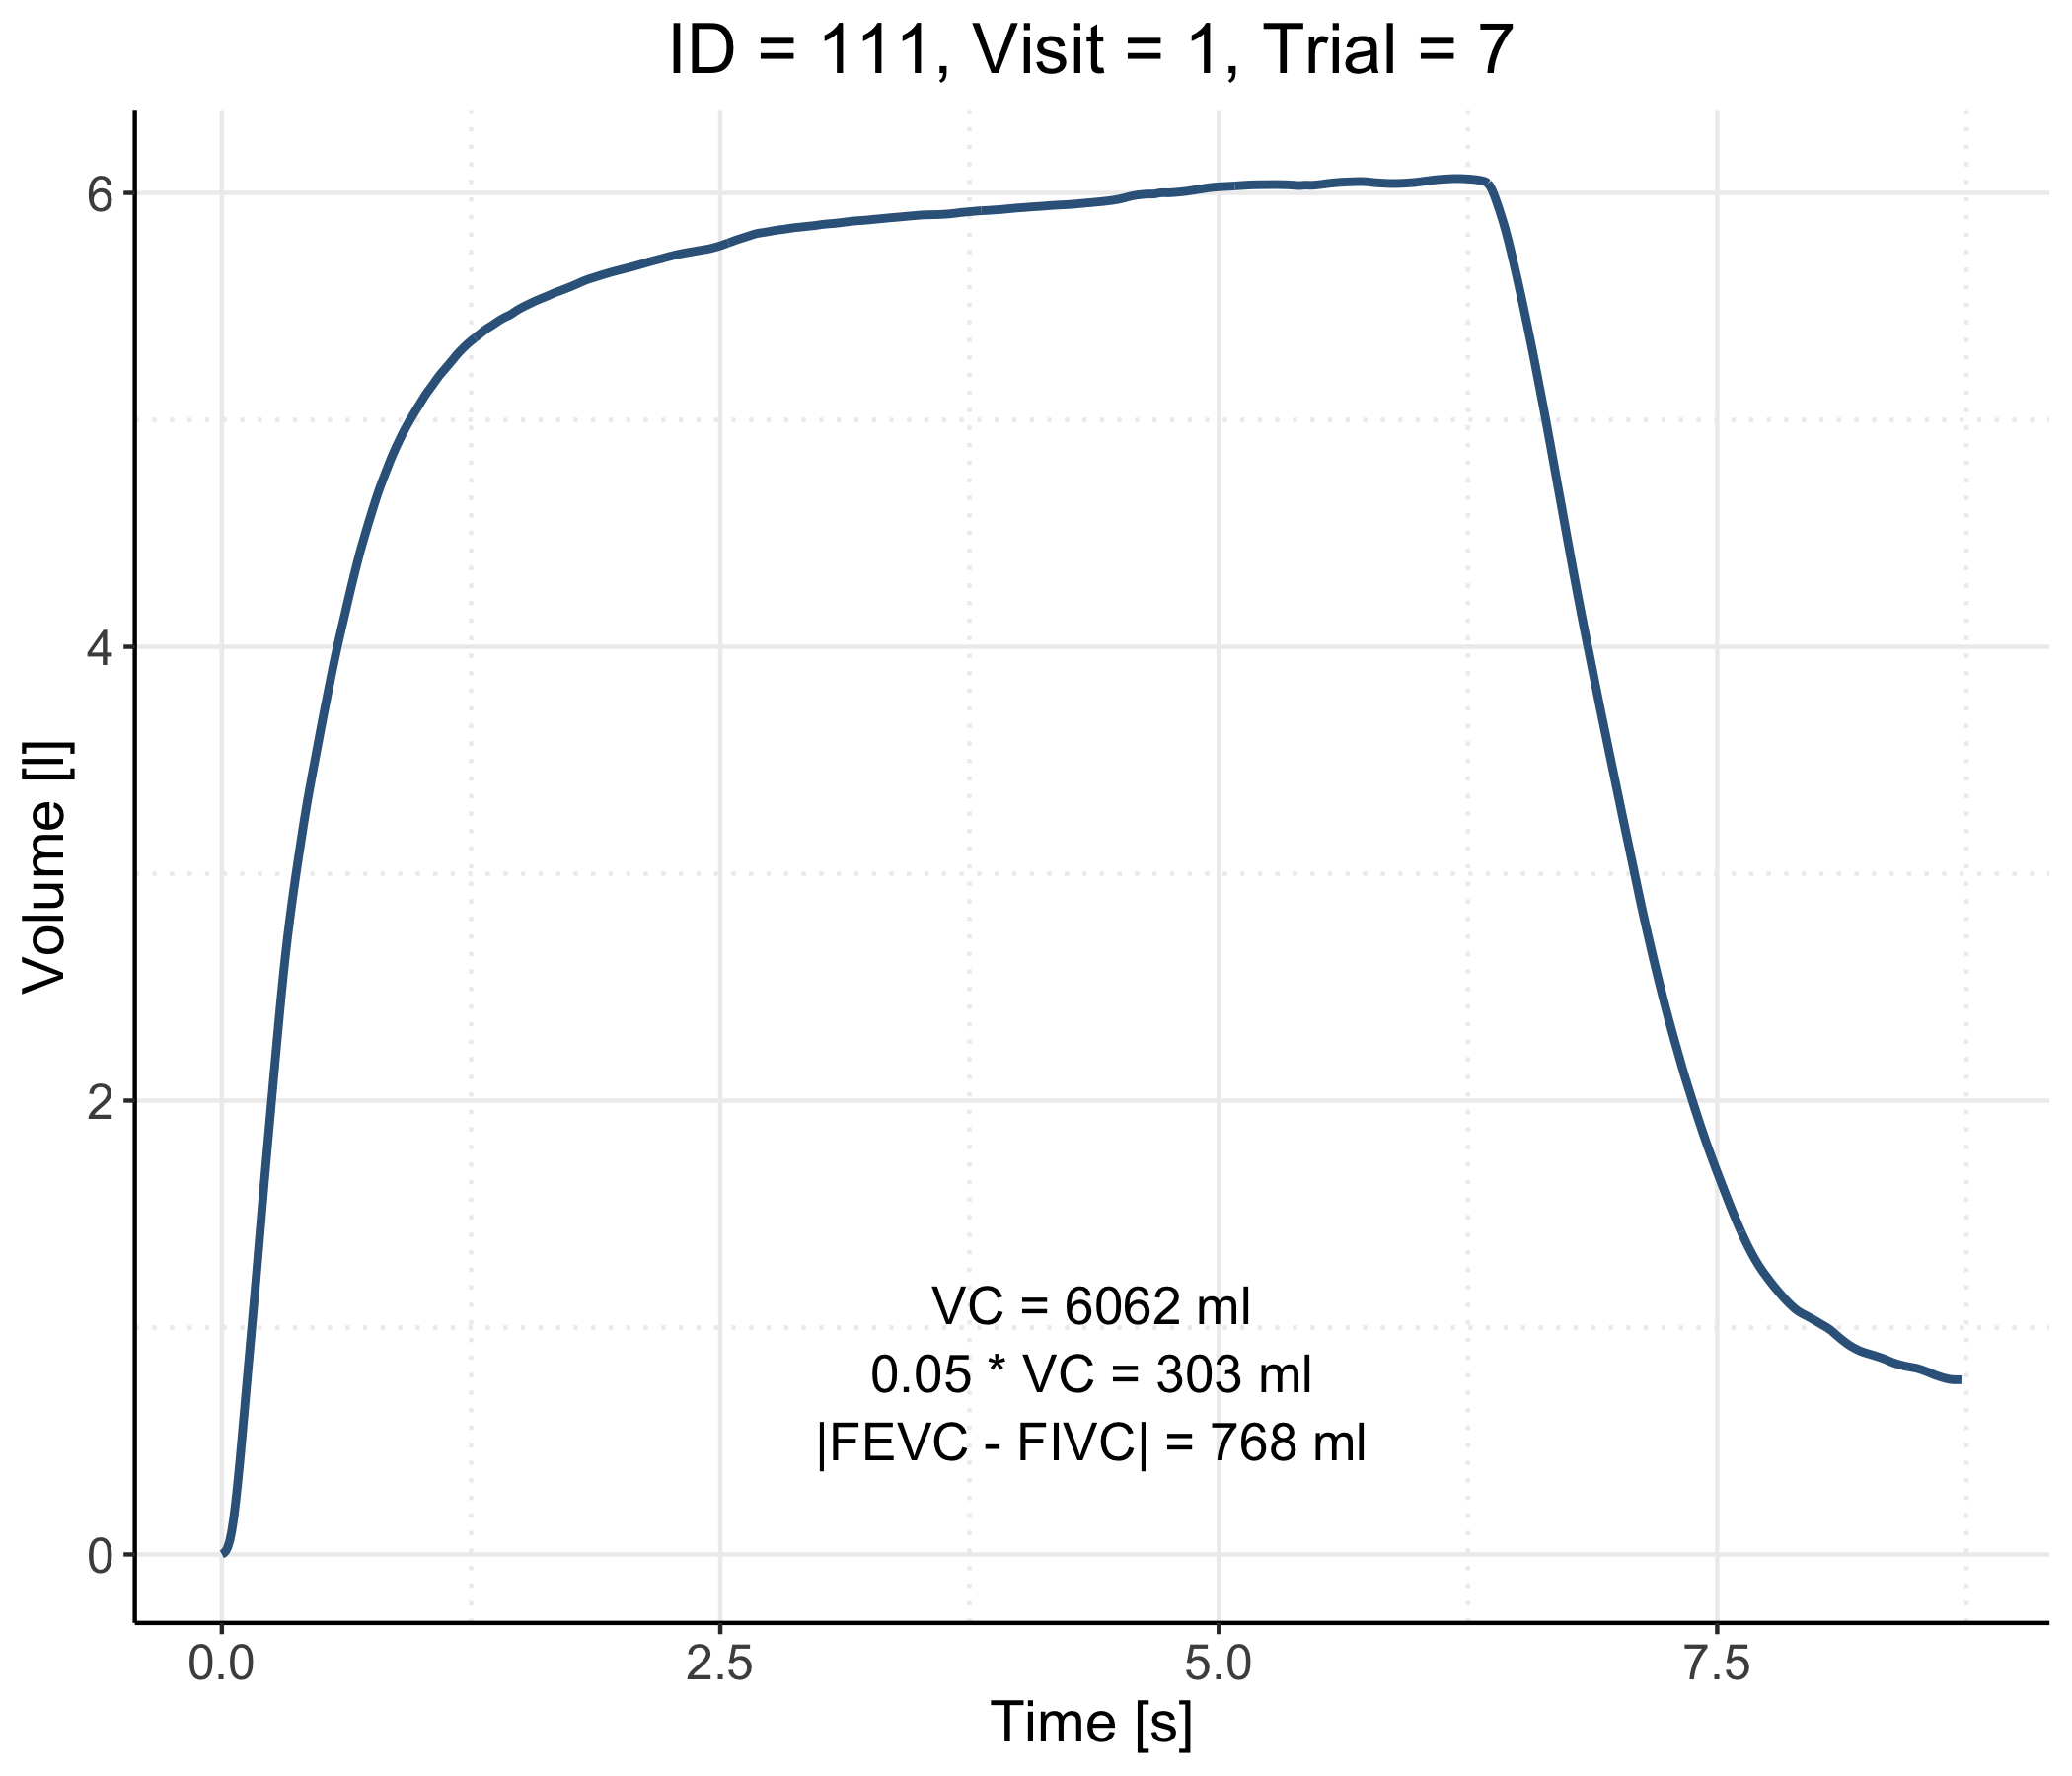 ID = 111, Visit = 1, Trial = 7
6
4
2
0
Volume [l]
VC = 6062 ml
0.05 * VC = 303 ml
|FEVC - FIVC| = 768 ml
0.0 2.5 5.0 7.5
Time [s]